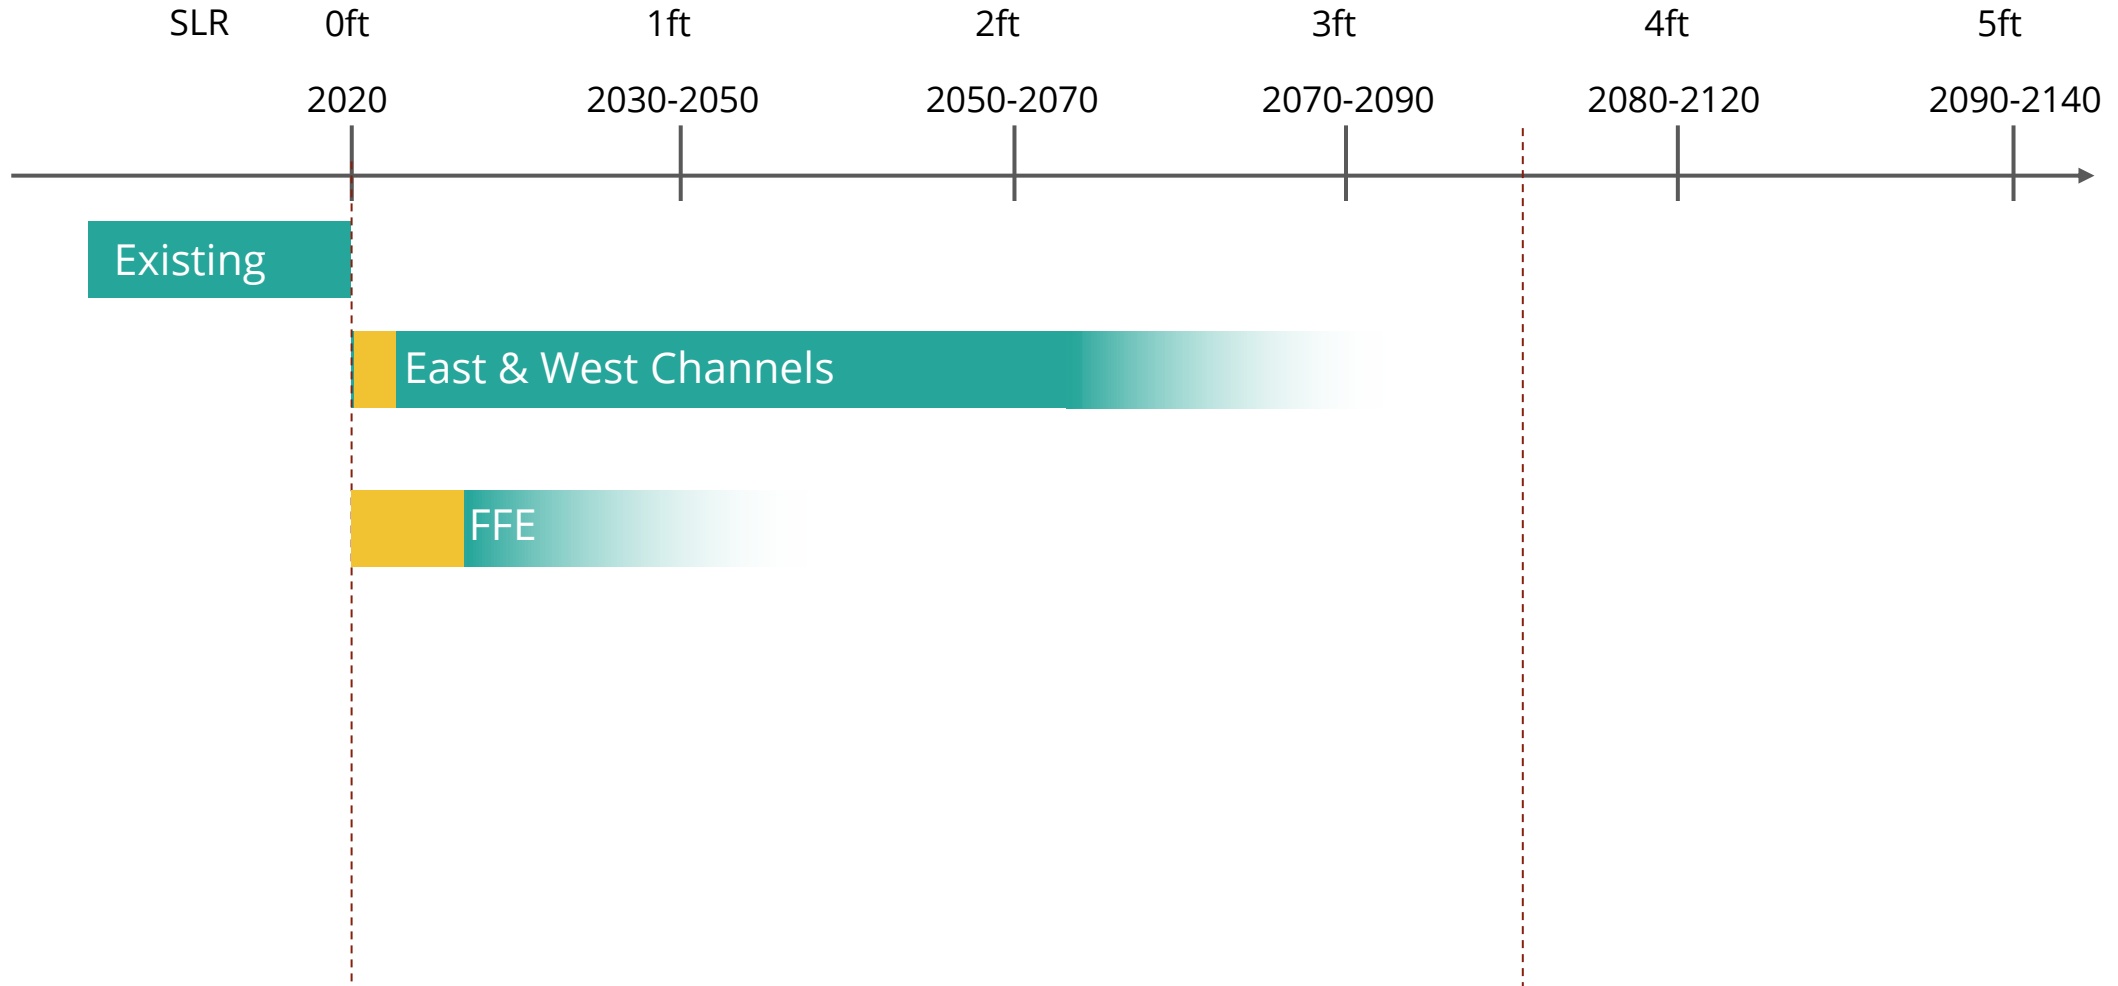 SLR 0ft 1ft 2ft 3ft 4ft 5ft
2020 2030-2050 2050-2070 2070-2090 2080-2120 2090-2140
Existing
East & West Channels
FFE